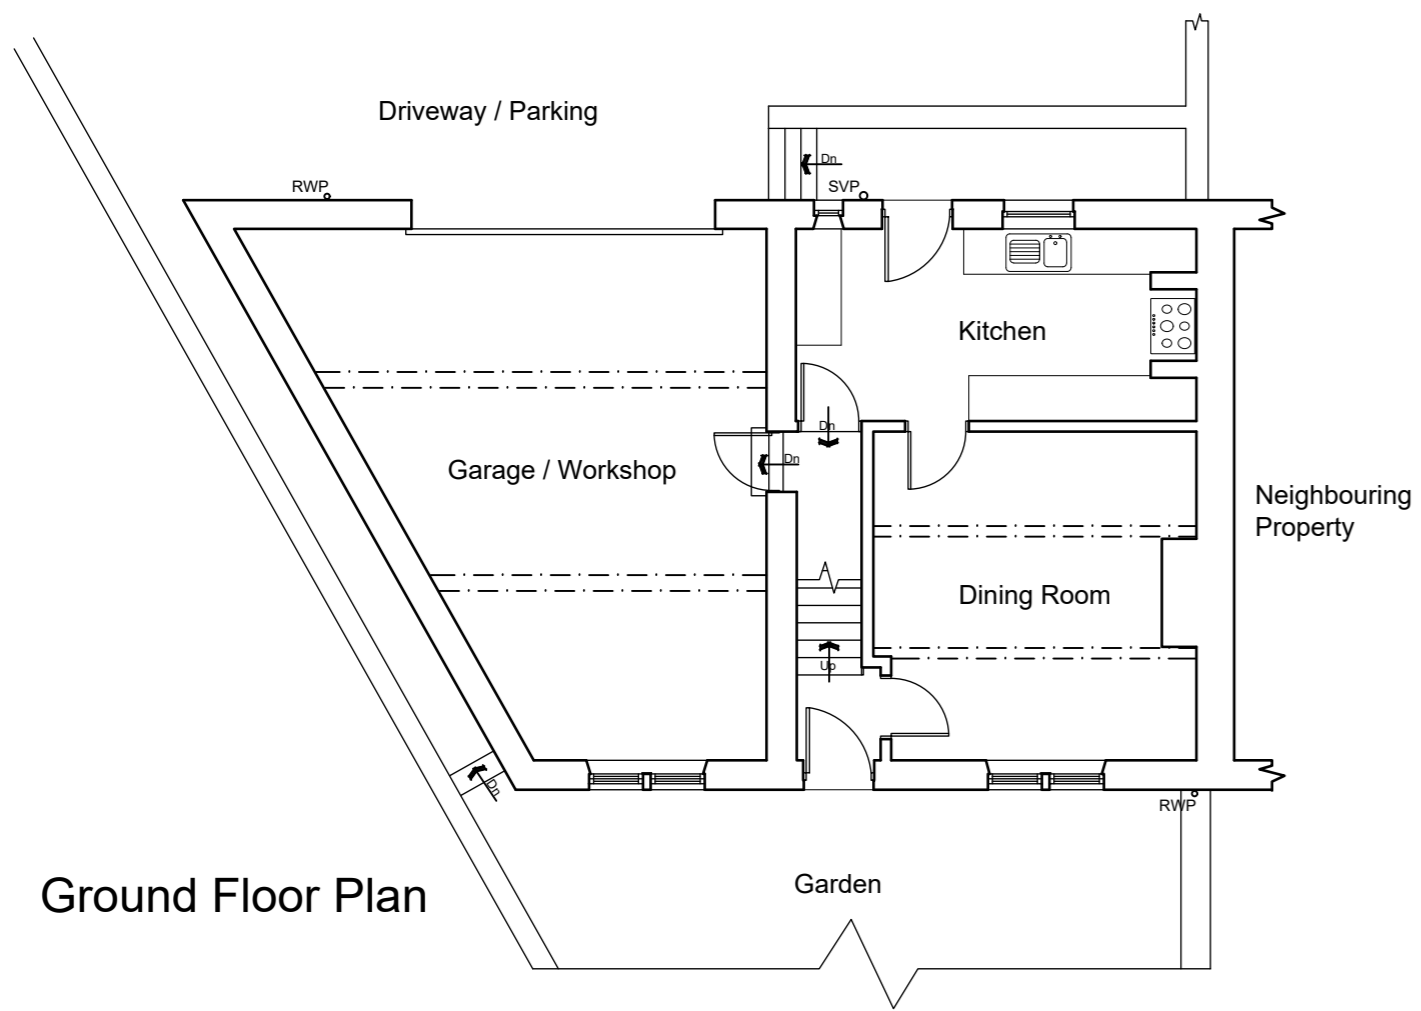 Driveway / Parking
Dn
RWP
SVP
Kitchen
Dn
Dn
Garage / Workshop
Neighbouring
Property
Dining Room
Up
Dn
RWP
Garden
Ground Floor Plan